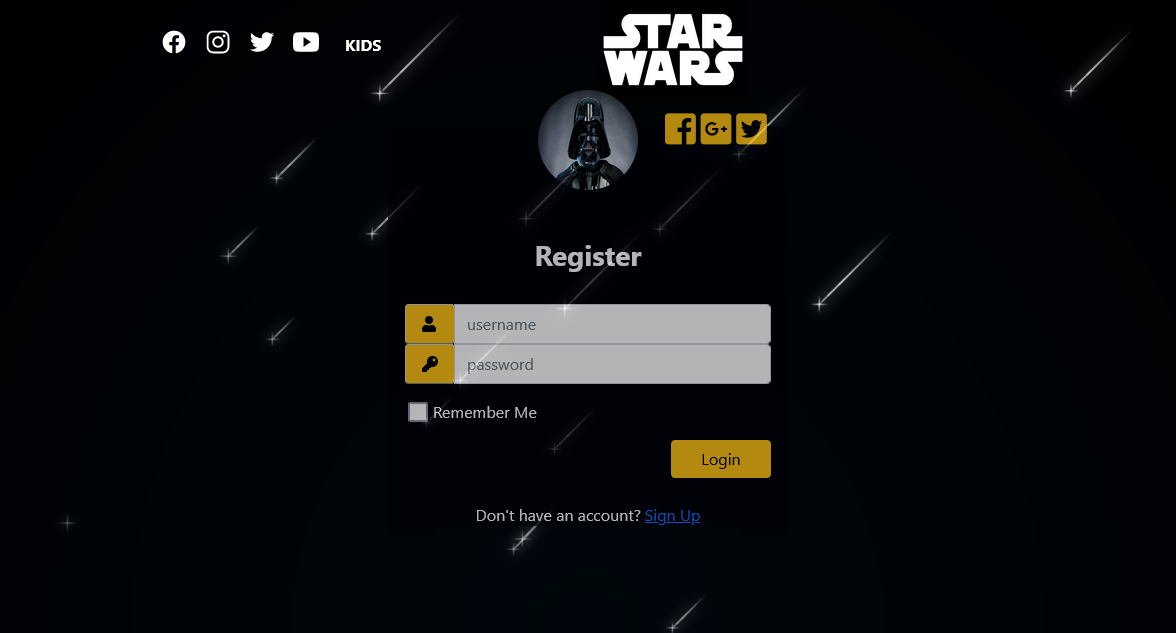 KIDS
STAR
WARS
G+
Register
username
password
Remember Me
Login
Don't have an account? Sign Up